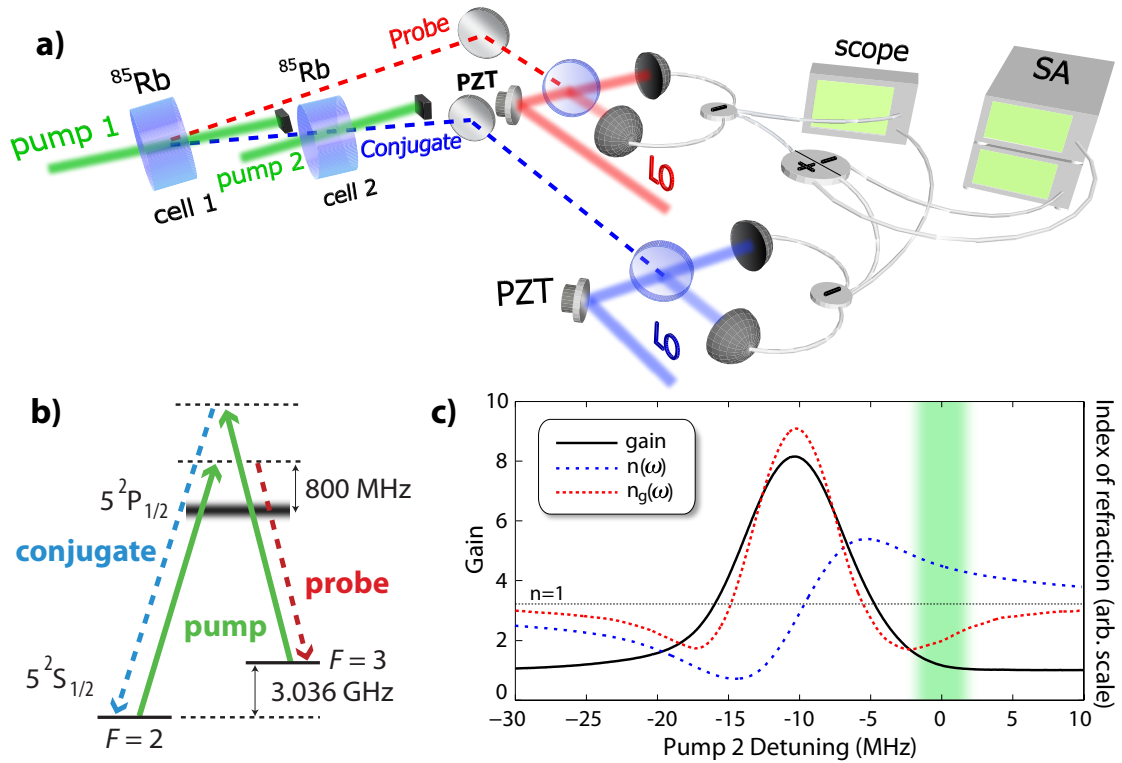 a)
Probe
⁸⁵Rb
⁸⁵Rb
PZT
scope
SA
pump 1
pump 2
Conjugate
cell 1
cell 2
LO
PZT
LO
−
+ −
−
b)
800 MHz
5 ²P₁/₂
conjugate
probe
pump
F = 3
5 ²S₁/₂
3.036 GHz
F = 2
c)
10
8
6
4
2
0
Gain
gain
n(ω)
n_g(ω)
n=1
−30
−25
−20
-15
-10
-5
0
5
10
Pump 2 Detuning (MHz)
Index of refraction (arb. scale)